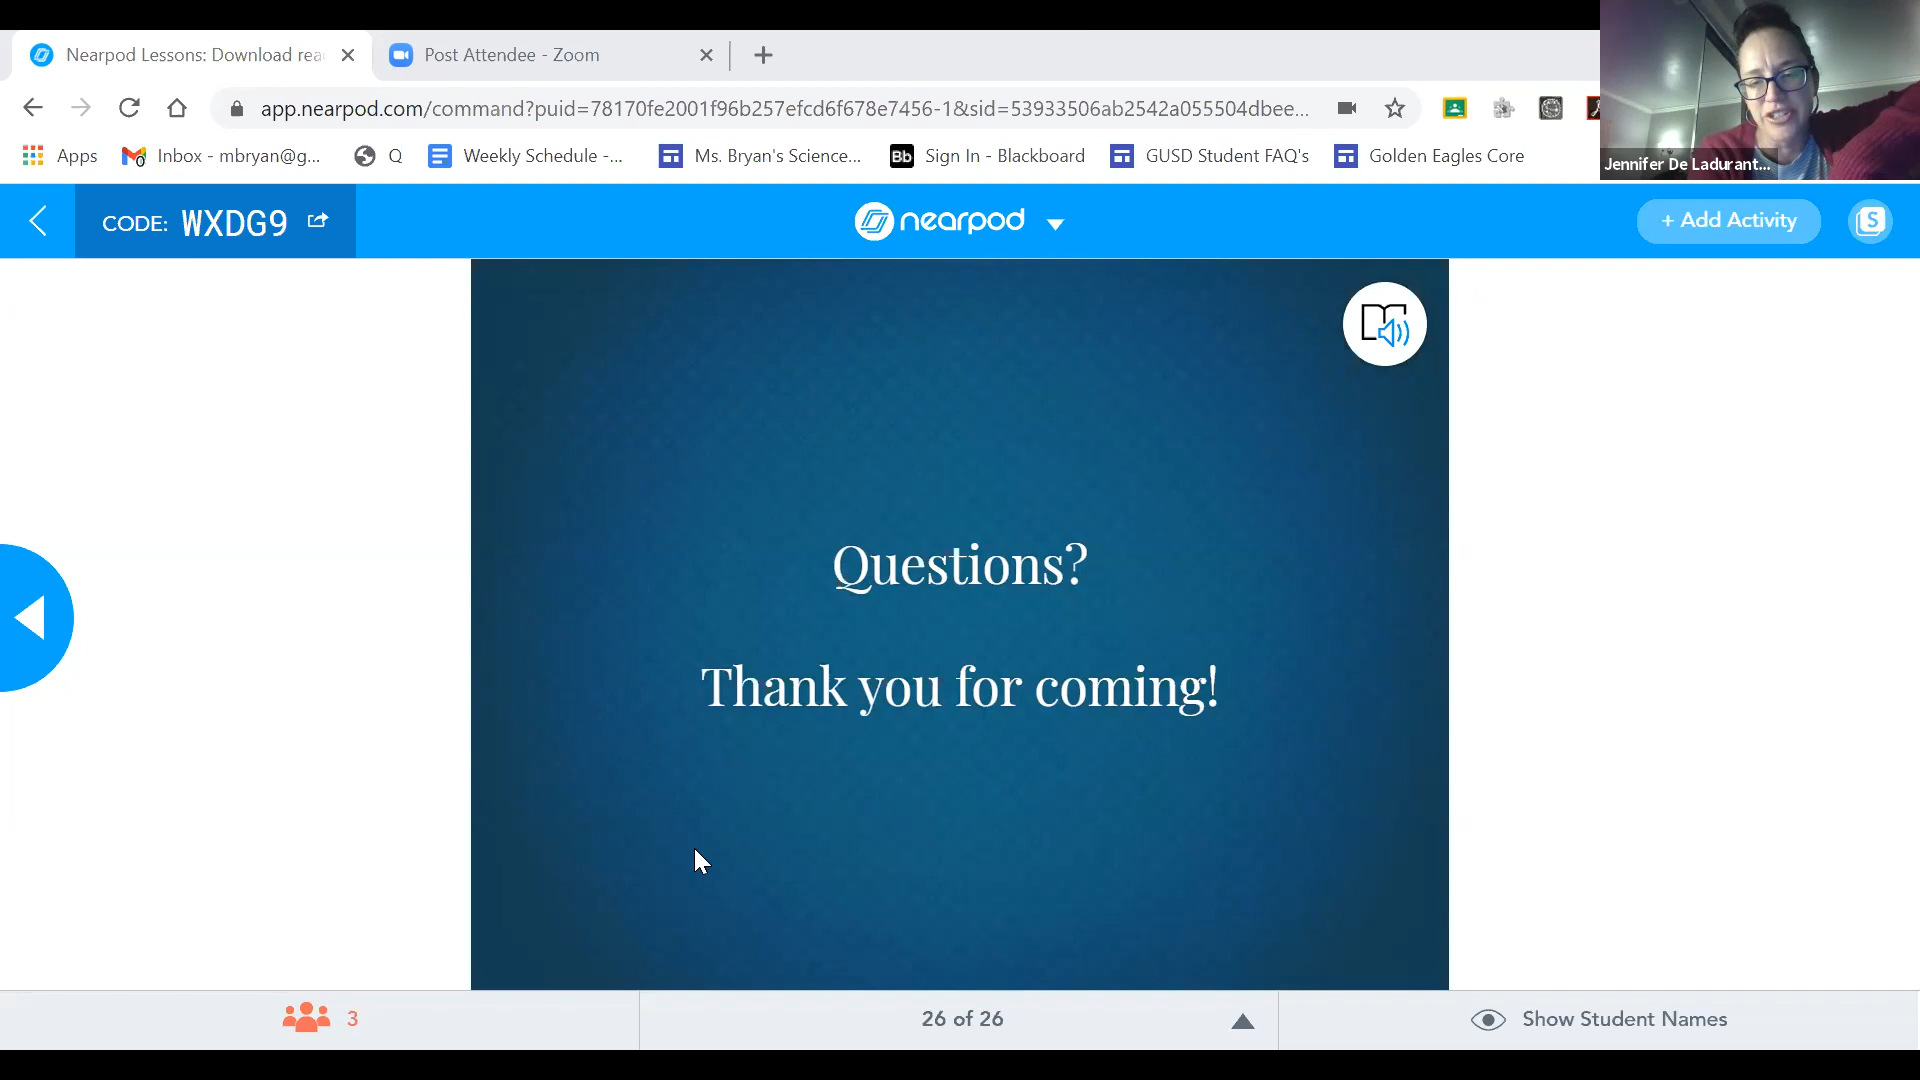 Nearpod Lessons: Download rea
Post Attendee - Zoom
app.nearpod.com/command?puid=78170fe2001f96b257efcd6f678e7456-1&sid=53933506ab2542a055504dbee...
Apps
Inbox - mbryan@g...
Q
Weekly Schedule -...
Ms. Bryan's Science...
Bb
Sign In - Blackboard
GUSD Student FAQ's
Golden Eagles Core
Jennifer De Ladurant...
CODE: WXDG9
nearpod
+ Add Activity
S
Questions?
Thank you for coming!
3
26 of 26
Show Student Names